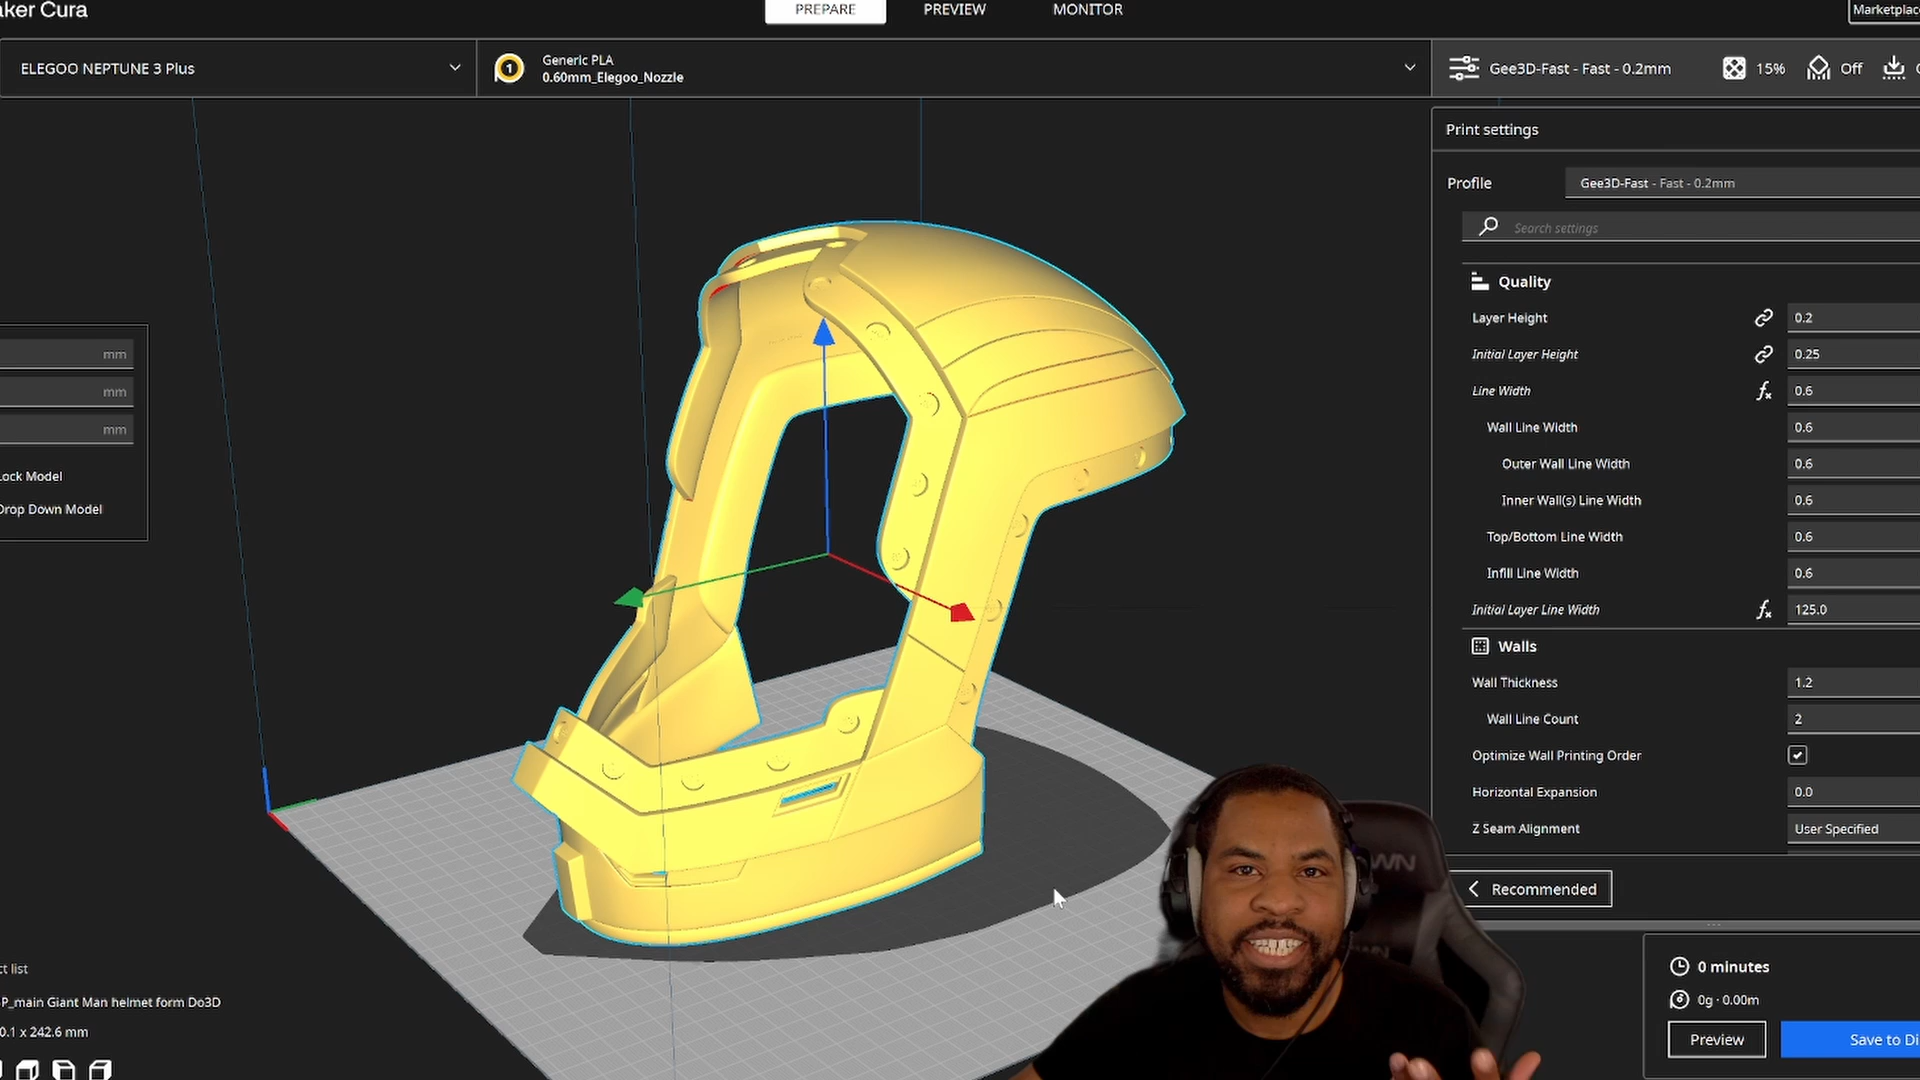 ker Cura
PREPARE
PREVIEW
MONITOR
Marketplac
ELEGOO NEPTUNE 3 Plus
1
Generic PLA
0.60mm_Elegoo_Nozzle
Gee3D-Fast - Fast - 0.2mm
15%
Off
Print settings
Profile
Gee3D-Fast - Fast - 0.2mm
Search settings
Quality
Layer Height
0.2
Initial Layer Height
0.25
Line Width
0.6
Wall Line Width
0.6
Outer Wall Line Width
0.6
Inner Wall(s) Line Width
0.6
Top/Bottom Line Width
0.6
Infill Line Width
0.6
Initial Layer Line Width
125.0
Walls
Wall Thickness
1.2
Wall Line Count
2
Optimize Wall Printing Order
Horizontal Expansion
0.0
Z Seam Alignment
User Specified
Recommended
mm
mm
mm
Lock Model
Drop Down Model
ct list
P_main Giant Man helmet form Do3D
0.1 x 242.6 mm
0 minutes
0g · 0.00m
Preview
Save to Di